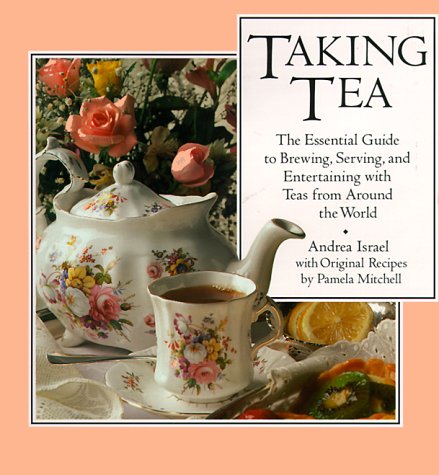 TAKING
TEA
The Essential Guide
to Brewing, Serving, and
Entertaining with
Teas from Around
the World
Andrea Israel
with Original Recipes
by Pamela Mitchell